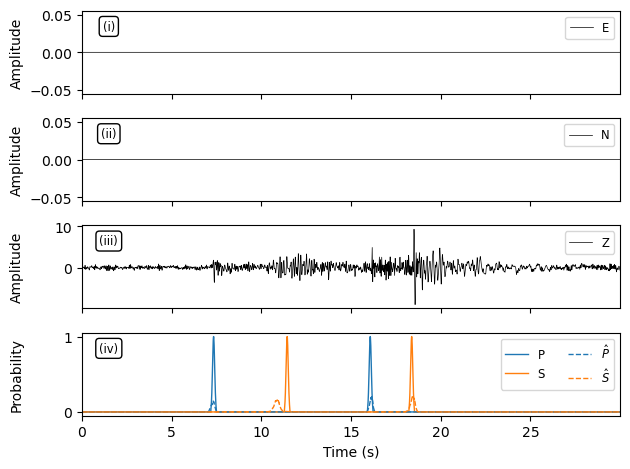 (i)
E
Amplitude
0.05
0.00
−0.05
(ii)
N
Amplitude
0.05
0.00
−0.05
(iii)
Z
Amplitude
10
0
(iv)
P
S
P̂
Ŝ
Probability
1
0
0 5 10 15 20 25
Time (s)